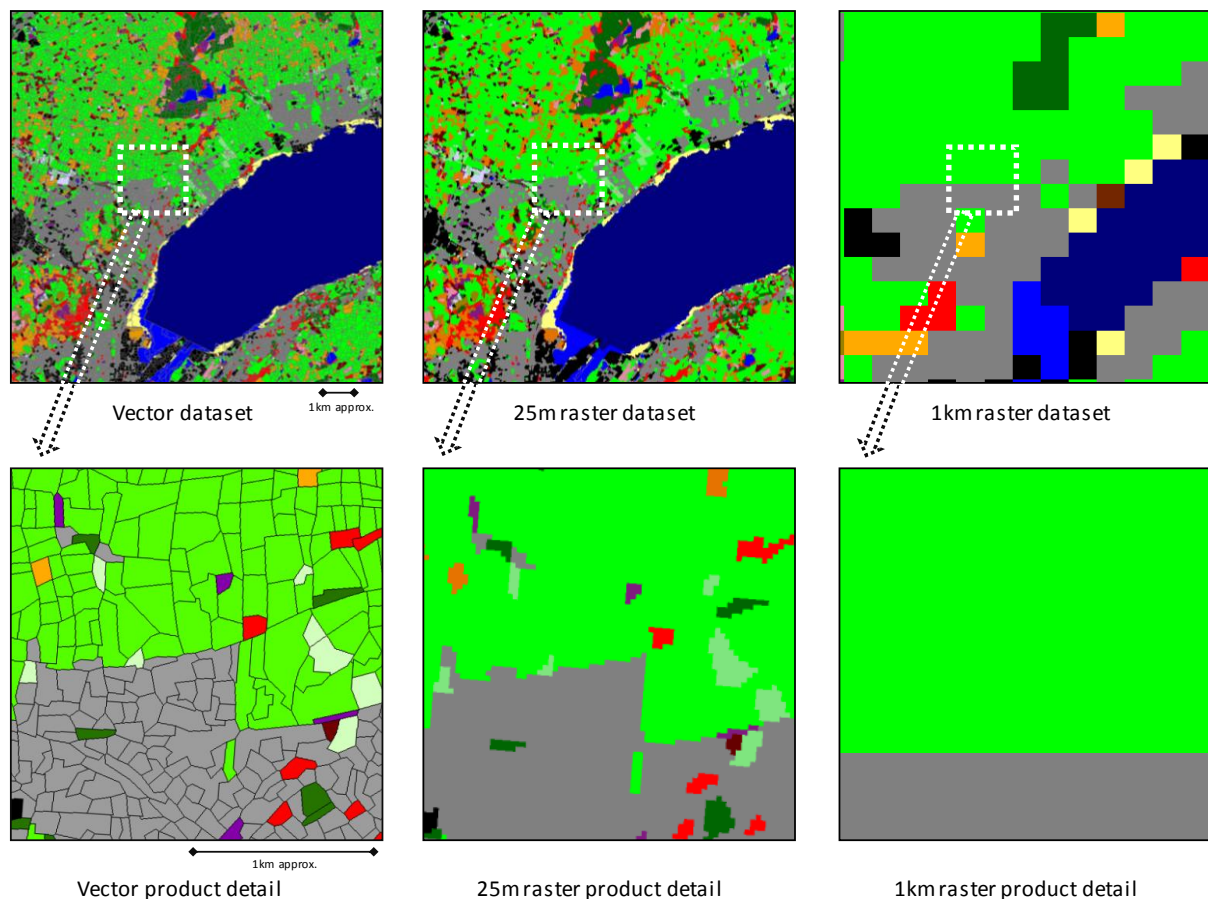 Vector dataset
1km approx.
25m raster dataset
1km raster dataset
1km approx.
Vector product detail
25m raster product detail
1km raster product detail